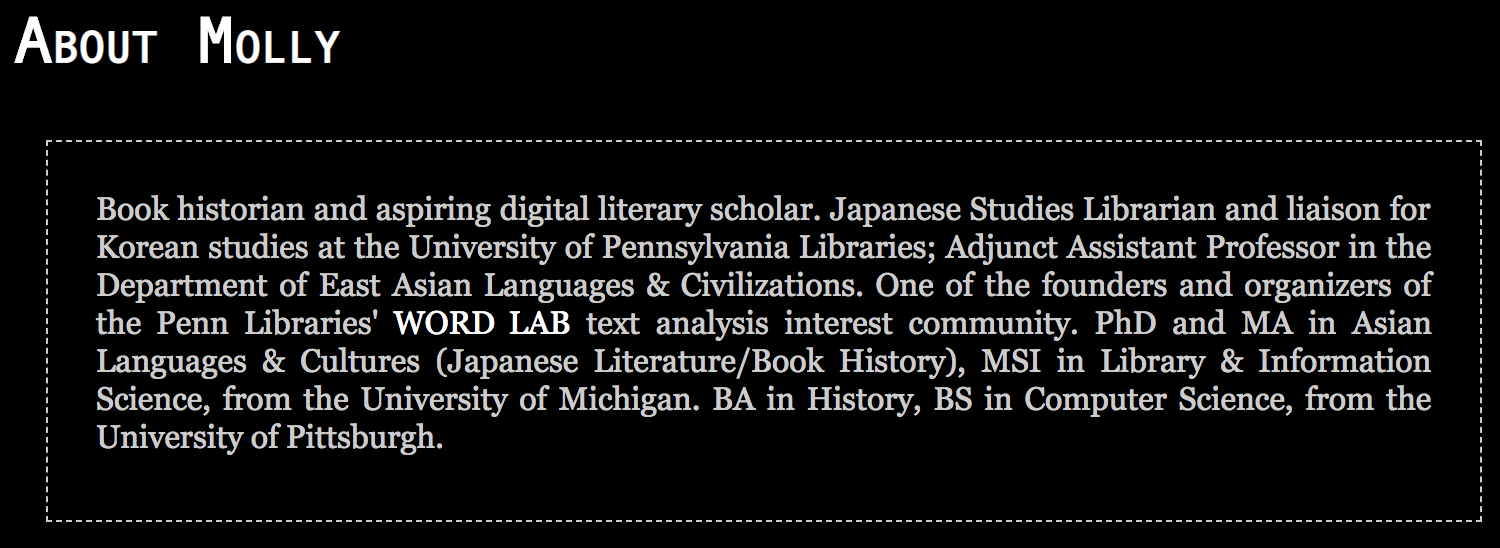 About Molly
Book historian and aspiring digital literary scholar. Japanese Studies Librarian and liaison for
Korean studies at the University of Pennsylvania Libraries; Adjunct Assistant Professor in the
Department of East Asian Languages & Civilizations. One of the founders and organizers of
the Penn Libraries' WORD LAB text analysis interest community. PhD and MA in Asian
Languages & Cultures (Japanese Literature/Book History), MSI in Library & Information
Science, from the University of Michigan. BA in History, BS in Computer Science, from the
University of Pittsburgh.